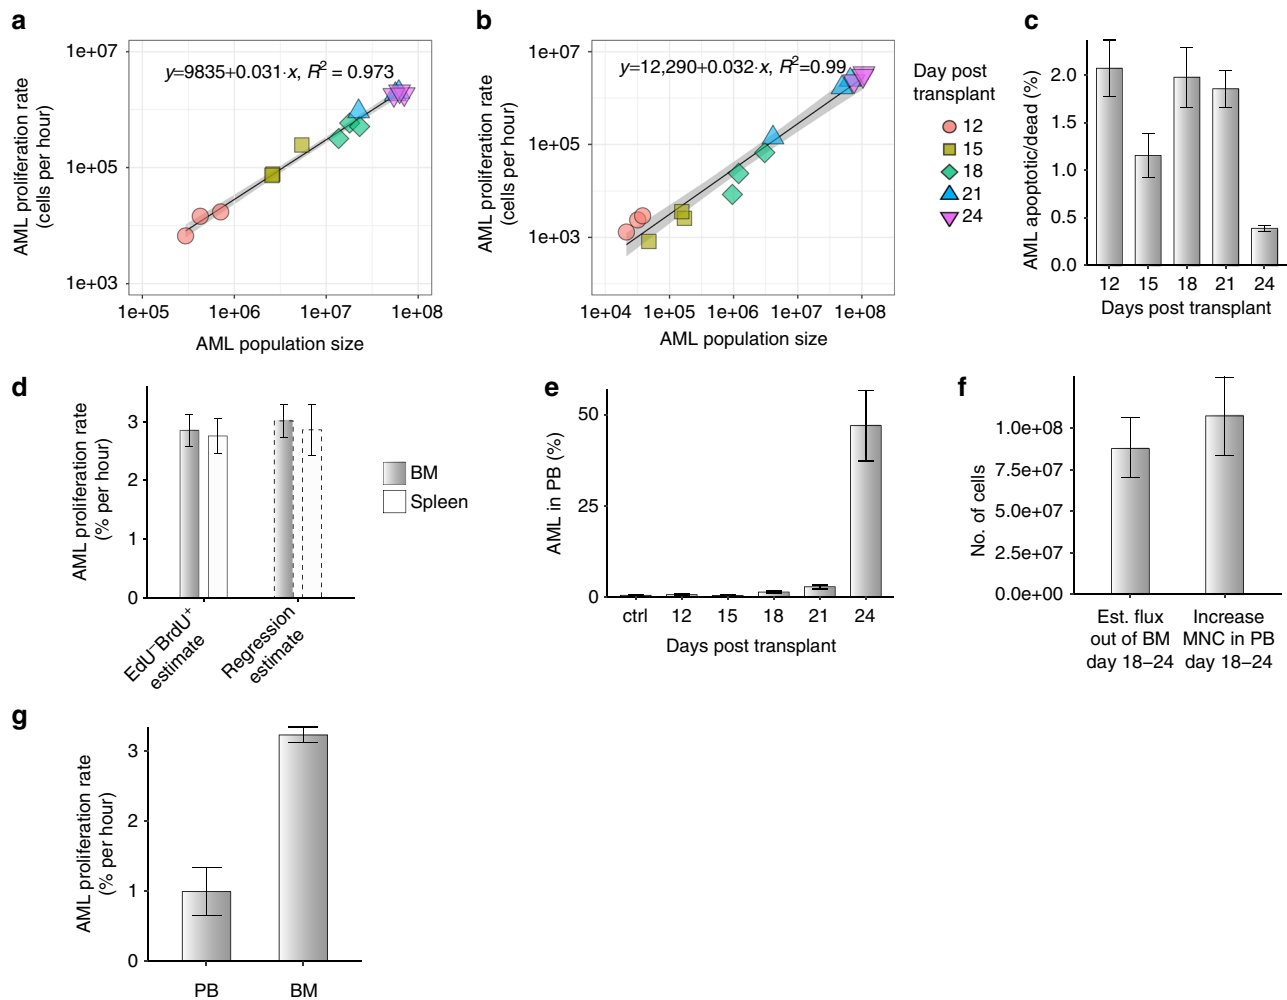 a
1e+07
1e+05
1e+03
AML proliferation rate
(cells per hour)
y=9835+0.031·x, R² = 0.973
1e+05 1e+06 1e+07 1e+08
AML population size
b
1e+07
1e+05
1e+03
AML proliferation rate
(cells per hour)
y=12,290+0.032·x, R²=0.99
1e+04 1e+05 1e+06 1e+07 1e+08
AML population size
Day post
transplant
12
15
18
21
24
c
2.0
1.5
1.0
0.5
0.0
AML apoptotic/dead (%)
12 15 18 21 24
Days post transplant
d
3
2
1
0
AML proliferation rate
(% per hour)
EdU⁻BrdU⁺
estimate
Regression
estimate
BM
Spleen
e
50
25
0
AML in PB (%)
ctrl 12 15 18 21 24
Days post transplant
f
1.0e+08
7.5e+07
5.0e+07
2.5e+07
0.0e+00
No. of cells
Est. flux
out of BM
day 18–24
Increase
MNC in PB
day 18–24
g
3
2
1
0
AML proliferation rate
(% per hour)
PB BM